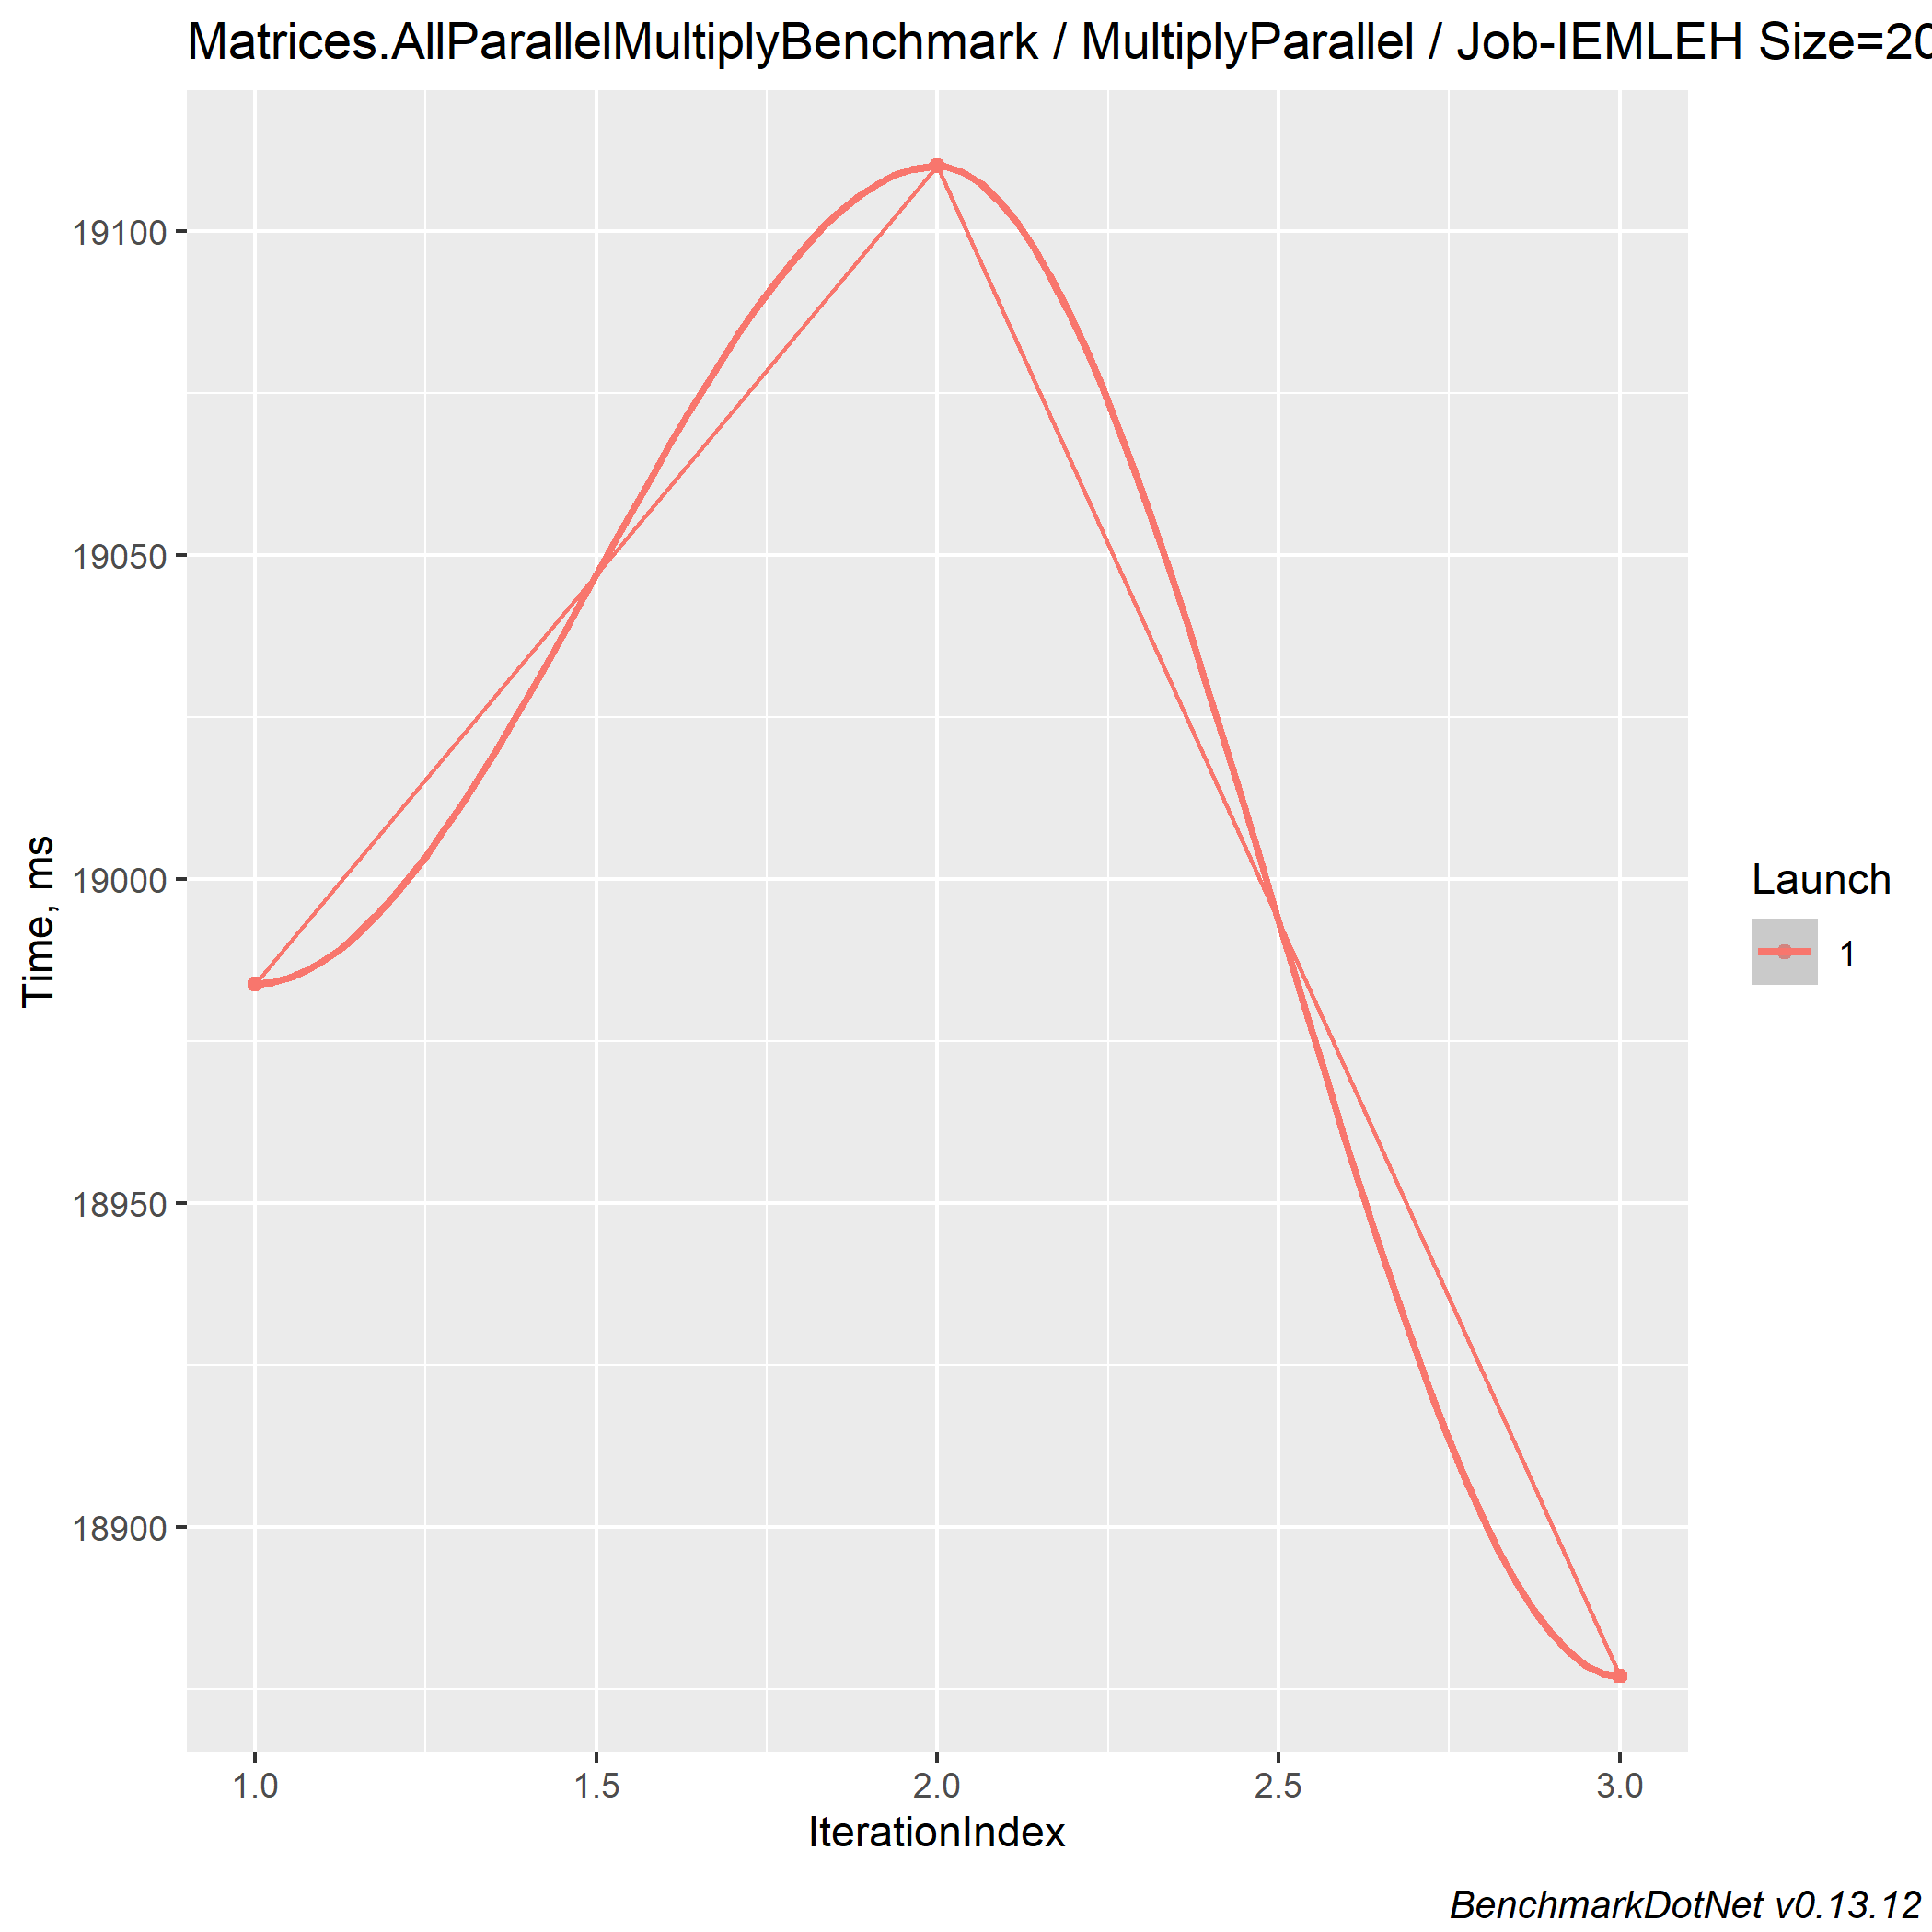 Matrices.AllParallelMultiplyBenchmark / MultiplyParallel / Job-IEMLEH Size=20
19100
19050
19000
18950
18900
Time, ms
Launch
1
1.0 1.5 2.0 2.5 3.0
IterationIndex
BenchmarkDotNet v0.13.12